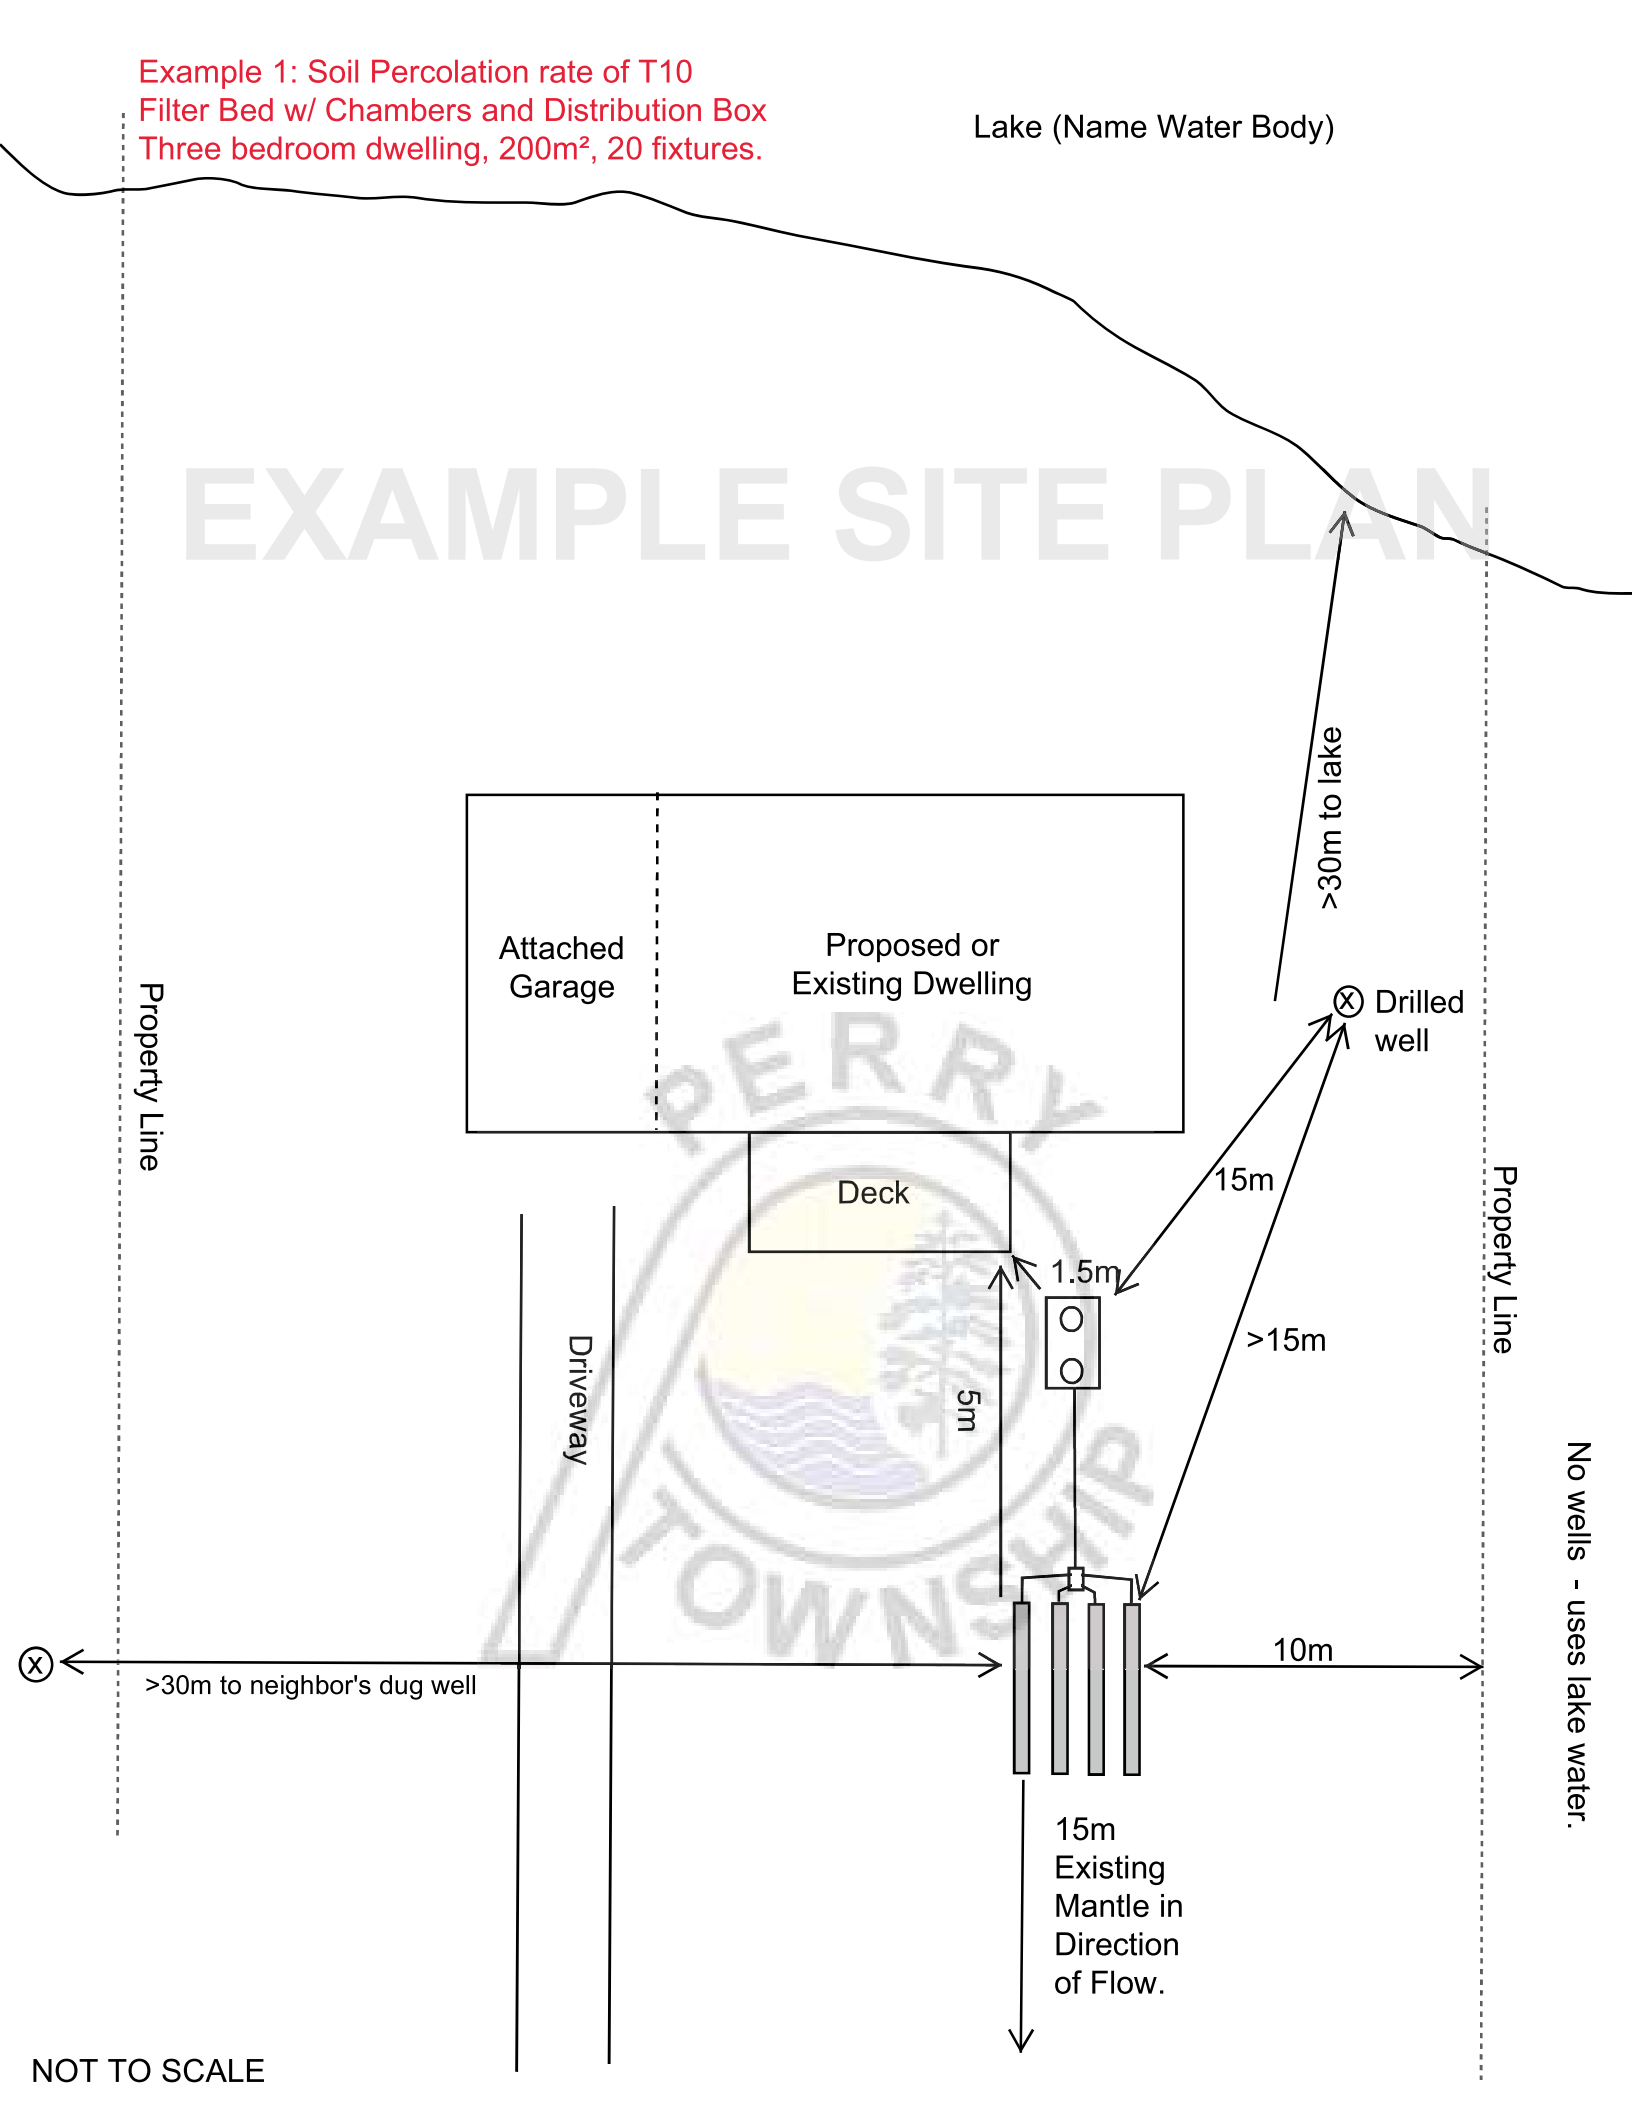 Example 1: Soil Percolation rate of T10
Filter Bed w/ Chambers and Distribution Box
Three bedroom dwelling, 200m², 20 fixtures.
Lake (Name Water Body)
EXAMPLE SITE PLAN
>30m to lake
Attached
Garage
Proposed or
Existing Dwelling
Drilled
well
X
Property Line
PERRY
Deck
15m
Property Line
1.5m
>15m
Driveway
5m
TOWNSHIP
No wells - uses lake water.
X
>30m to neighbor's dug well
10m
15m
Existing
Mantle in
Direction
of Flow.
NOT TO SCALE